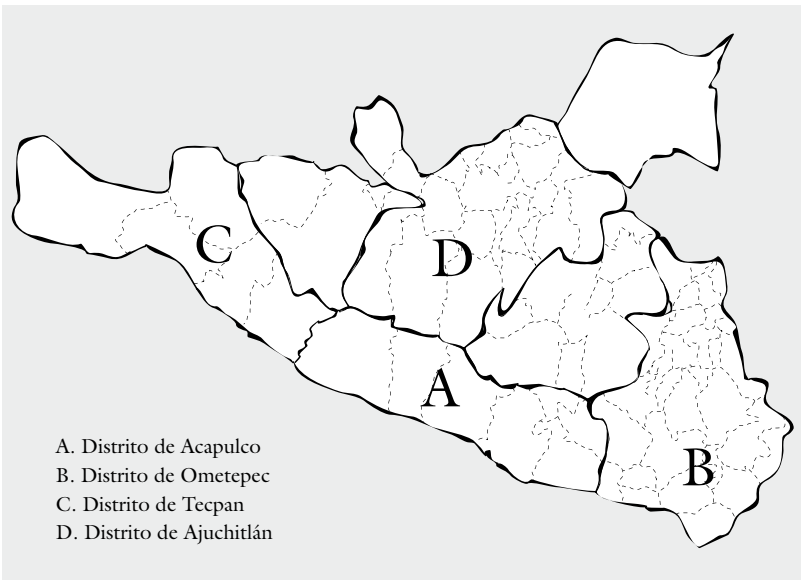 C
D
A
B
A. Distrito de Acapulco
B. Distrito de Ometepec
C. Distrito de Tecpan
D. Distrito de Ajuchitlán